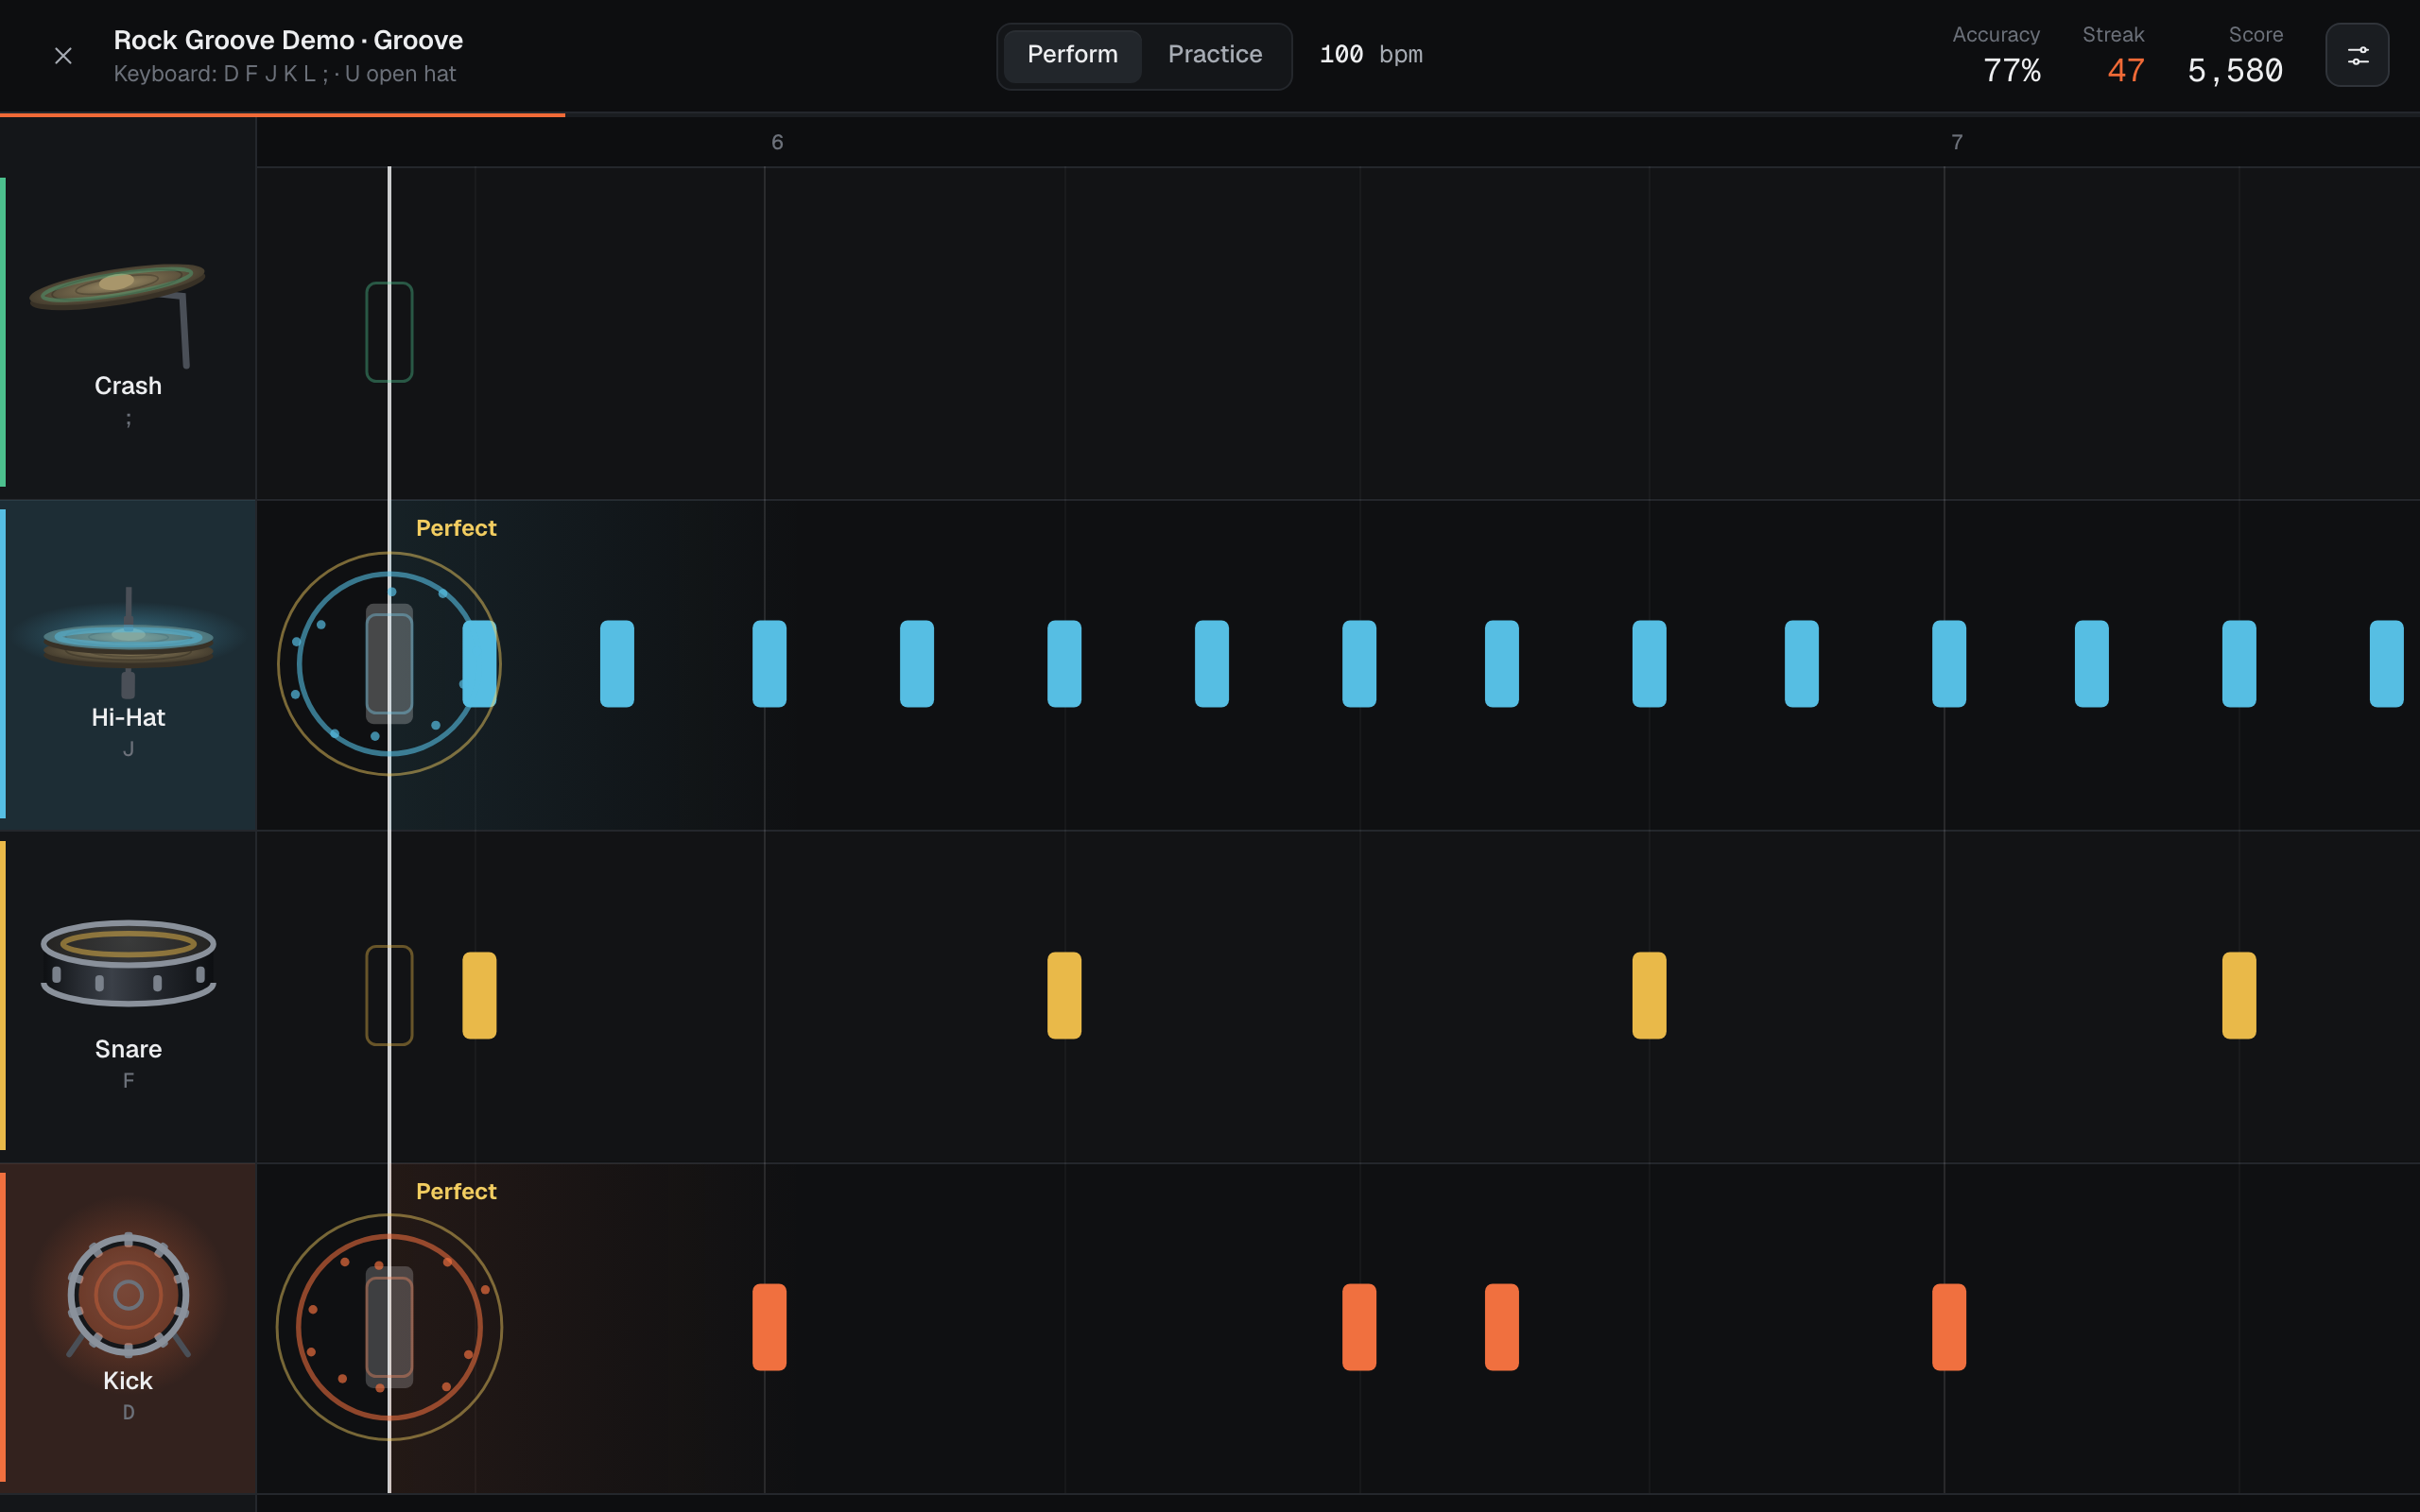 Rock Groove Demo · Groove
Keyboard: D F J K L ; · U open hat
Perform
Practice
100 bpm
Accuracy
77%
Streak
47
Score
5,580
6
7
Crash
;
Perfect
Hi-Hat
J
Snare
F
Perfect
Kick
D